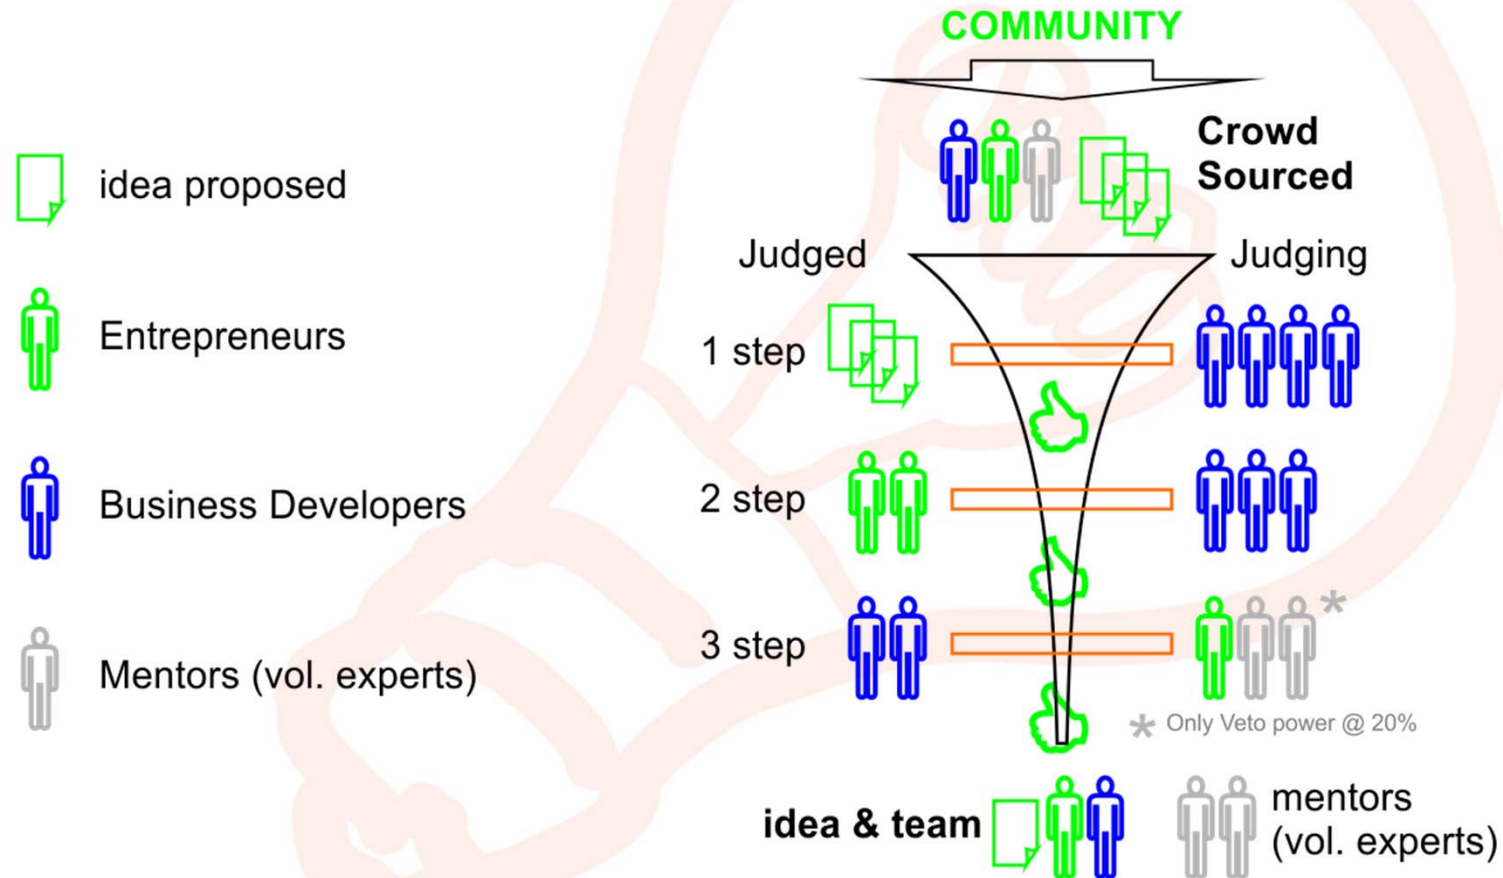 COMMUNITY
Crowd
Sourced
idea proposed
Judged
Judging
Entrepreneurs
1 step
Business Developers
2 step
Mentors (vol. experts)
3 step
*
* Only Veto power @ 20%
idea & team
mentors
(vol. experts)